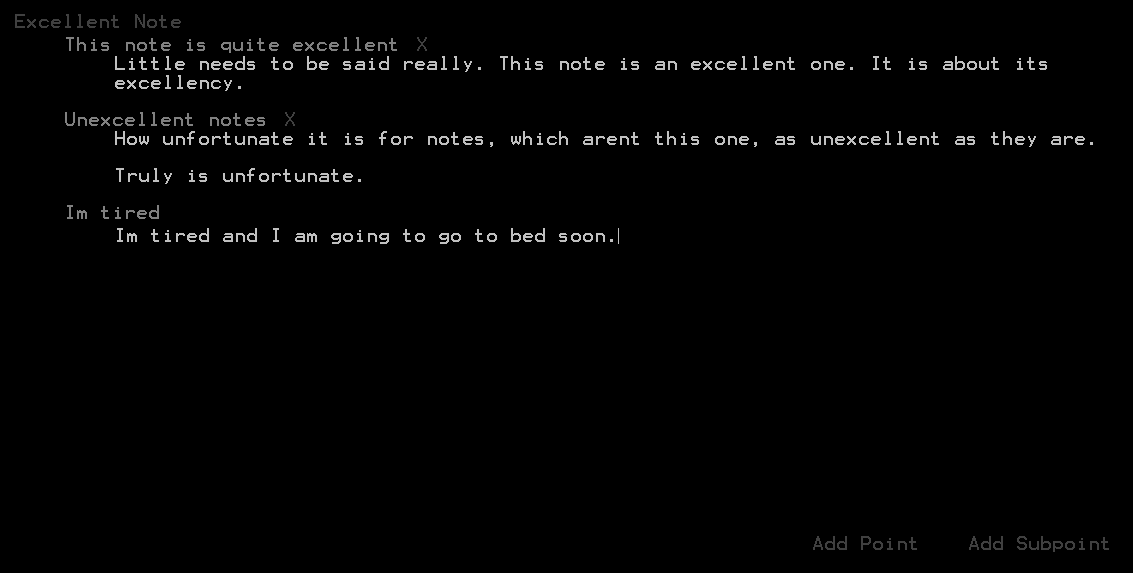 Excellent Note
This note is quite excellent X
Little needs to be said really. This note is an excellent one. It is about its
excellency.
Unexcellent notes X
How unfortunate it is for notes, which arent this one, as unexcellent as they are.
Truly is unfortunate.
Im tired
Im tired and I am going to go to bed soon.
Add Point Add Subpoint